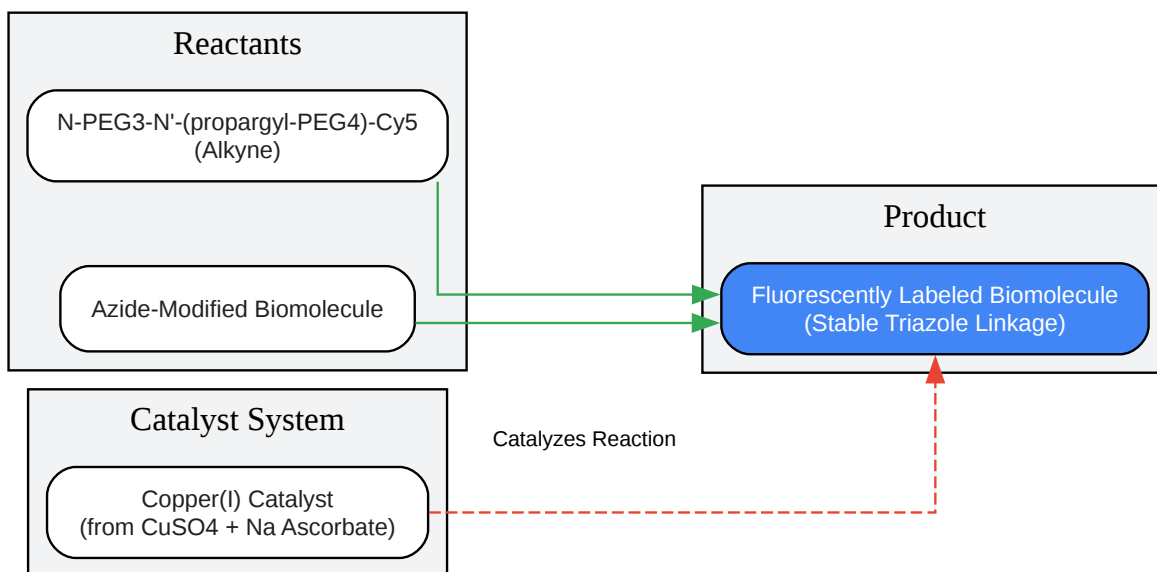 Reactants
N-PEG3-N'-(propargyl-PEG4)-Cy5
(Alkyne)
Azide-Modified Biomolecule
Product
Fluorescently Labeled Biomolecule
(Stable Triazole Linkage)
Catalyst System
Catalyzes Reaction
Copper(I) Catalyst
(from CuSO4 + Na Ascorbate)